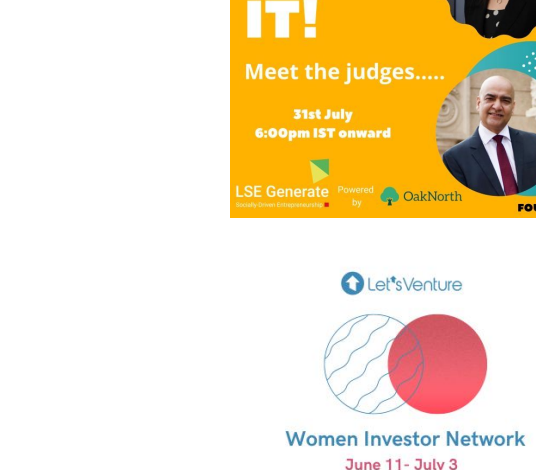 IT!
Meet the judges.....
31st July
6:00pm IST onward
LSE Generate
Socially-Driven Entrepreneurship
Powered
by
OakNorth
FOU
Let'sVenture
Women Investor Network
June 11- July 3